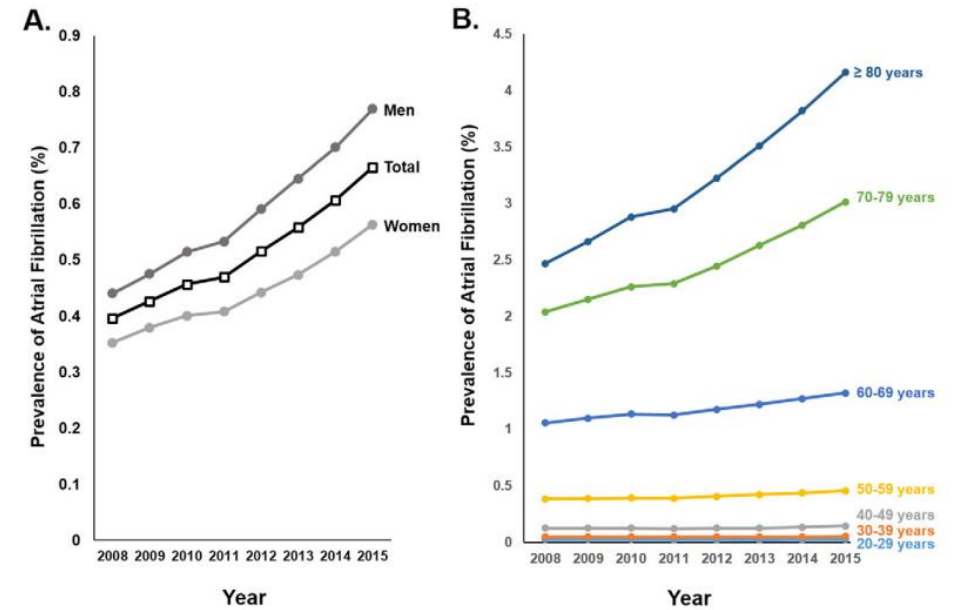 A.
Prevalence of Atrial Fibrillation (%)
0.9
0.8
0.7
0.6
0.5
0.4
0.3
0.2
0.1
0
Men
Total
Women
2008 2009 2010 2011 2012 2013 2014 2015
Year
B.
Prevalence of Atrial Fibrillation (%)
4.5
4
3.5
3
2.5
2
1.5
1
0.5
0
≥ 80 years
70-79 years
60-69 years
50-59 years
40-49 years
30-39 years
20-29 years
2008 2009 2010 2011 2012 2013 2014 2015
Year